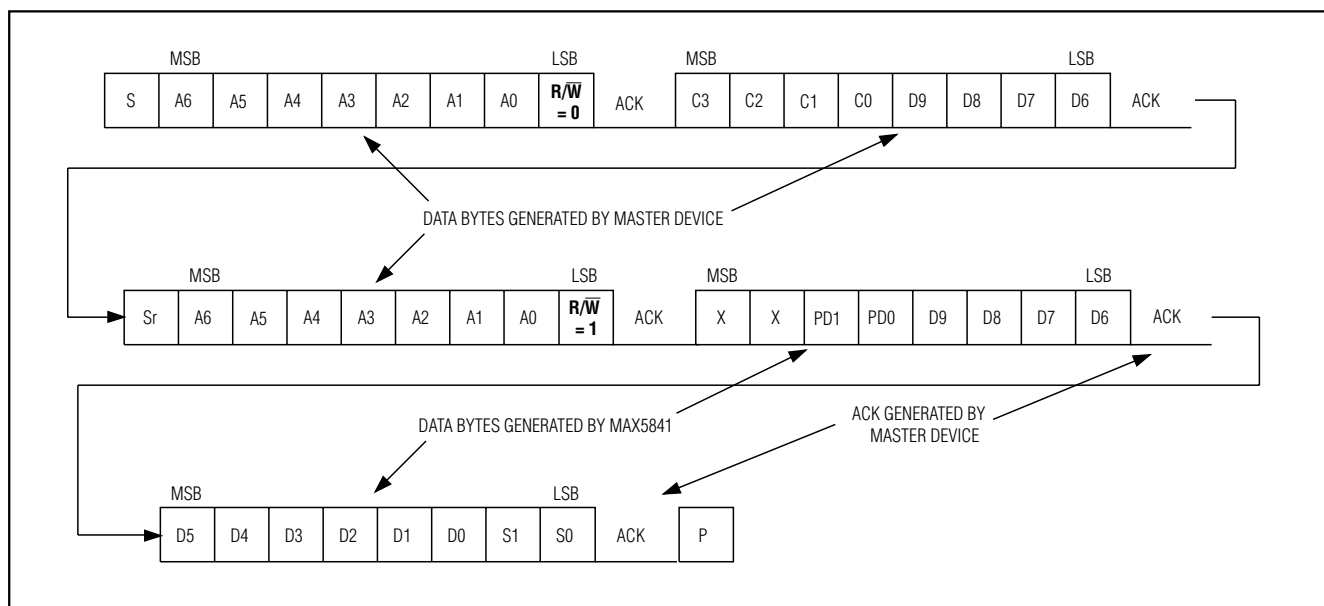 MSB LSB MSB LSB
S A6 A5 A4 A3 A2 A1 A0 R/W̅ = 0 ACK C3 C2 C1 C0 D9 D8 D7 D6 ACK
DATA BYTES GENERATED BY MASTER DEVICE
MSB LSB MSB LSB
Sr A6 A5 A4 A3 A2 A1 A0 R/W̅ = 1 ACK X X PD1 PD0 D9 D8 D7 D6 ACK
DATA BYTES GENERATED BY MAX5841
ACK GENERATED BY
MASTER DEVICE
MSB LSB
D5 D4 D3 D2 D1 D0 S1 S0 ACK P